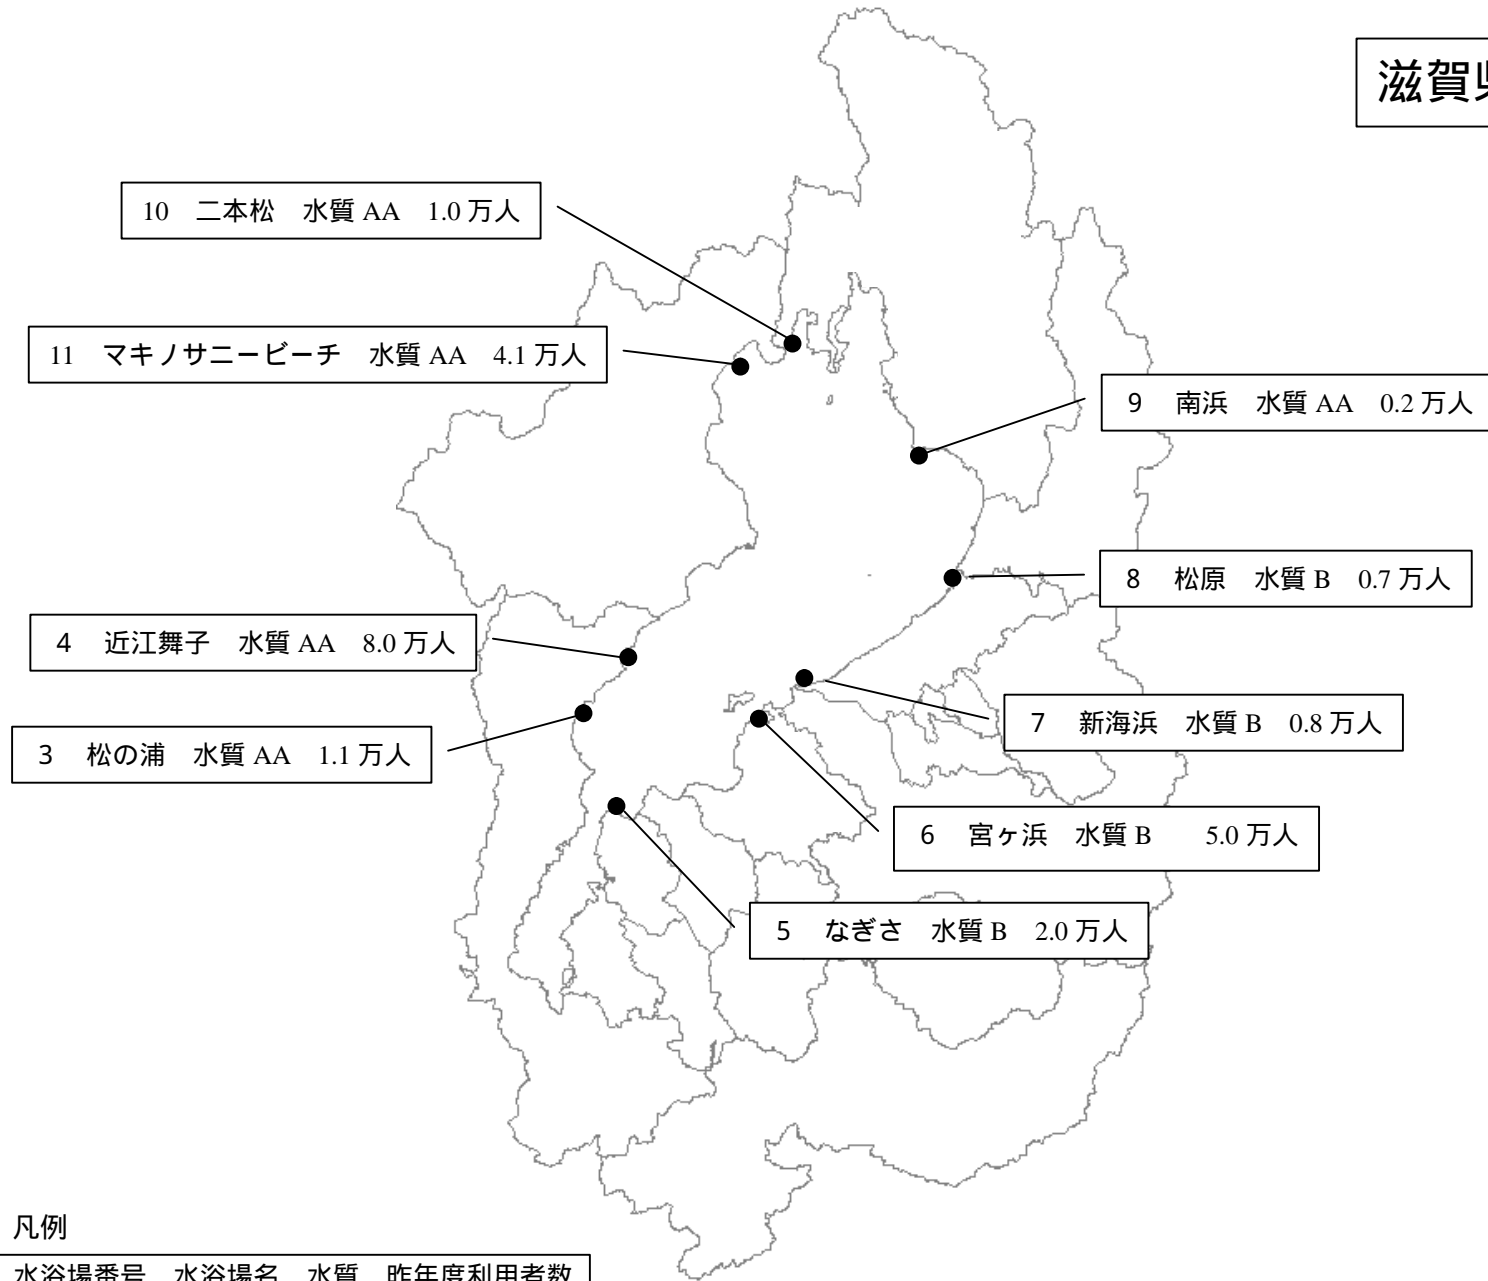 滋賀県
10 二本松 水質 AA 1.0 万人
11 マキノサニービーチ 水質 AA 4.1 万人
9 南浜 水質 AA 0.2 万人
8 松原 水質 B 0.7 万人
4 近江舞子 水質 AA 8.0 万人
7 新海浜 水質 B 0.8 万人
3 松の浦 水質 AA 1.1 万人
6 宮ヶ浜 水質 B 5.0 万人
5 なぎさ 水質 B 2.0 万人
凡例
水浴場番号 水浴場名 水質 昨年度利用者数